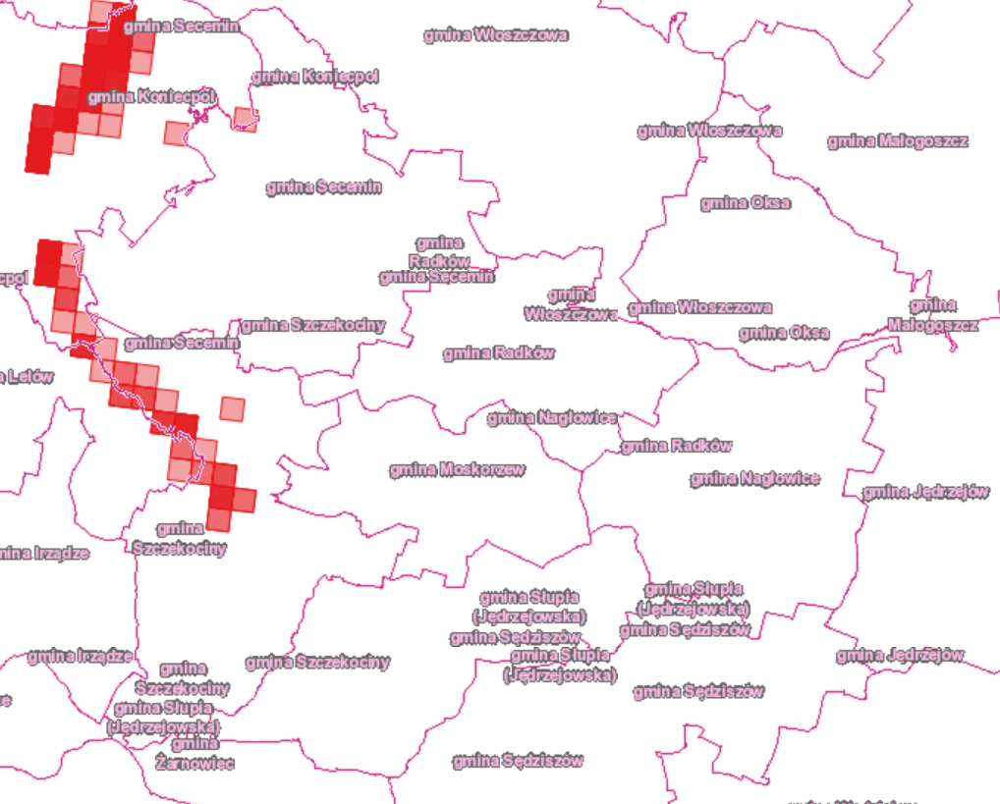 gmina Secemin
gmina Włoszczowa
gmina Koniecpol
gmina Koniecpol
gmina Włoszczowa
gmina Małogoszcz
gmina Secemin
gmina Oksa
gmina
Radków
gmina Secemin
cpol
gmina
Włoszczowa
gmina Włoszczowa
gmina
Małogoszcz
gmina Szczekociny
gmina Oksa
gmina Secemin
gmina Radków
a Lelów
gmina Nagłowice
gmina Radków
gmina Moskorzew
gmina Nagłowice
gmina Jędrzejów
gmina
Szczekociny
mina Irządze
gmina Słupia
(Jędrzejowska)
gmina Słupia
(Jędrzejowska)
gmina Sędziszów
gmina Sędziszów
gmina Słupia
(Jędrzejowska)
gmina Irządze
gmina Szczekociny
gmina Jędrzejów
gmina
Szczekociny
gmina Sędziszów
ze
gmina Słupia
(Jędrzejowska)
gmina
Żarnowiec
gmina Sędziszów